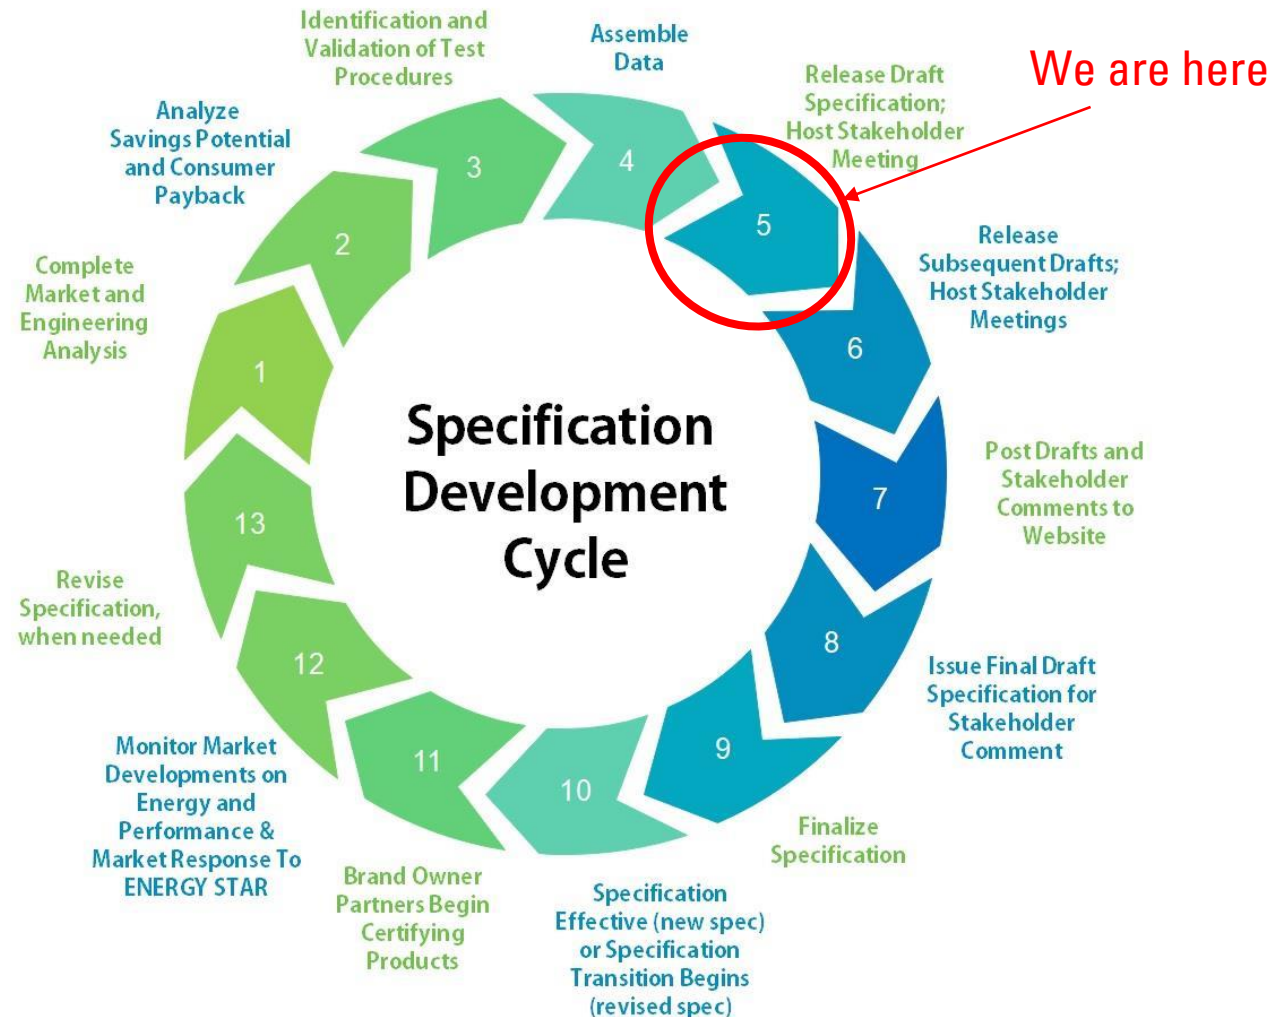 Identification and
Validation of Test
Procedures
Assemble
Data
We are here
Release Draft
Specification;
Host Stakeholder
Meeting
Analyze
Savings Potential
and Consumer
Payback
3
4
5
2
Release
Subsequent Drafts;
Host Stakeholder
Meetings
Complete
Market and
Engineering
Analysis
1
6
Specification
Development
Cycle
Post Drafts and
Stakeholder
Comments to
Website
7
13
Revise
Specification,
when needed
12
8
Issue Final Draft
Specification for
Stakeholder
Comment
Monitor Market
Developments on
Energy and
Performance &
Market Response To
ENERGY STAR
11
10
9
Finalize
Specification
Brand Owner
Partners Begin
Certifying
Products
Specification
Effective (new spec)
or Specification
Transition Begins
(revised spec)